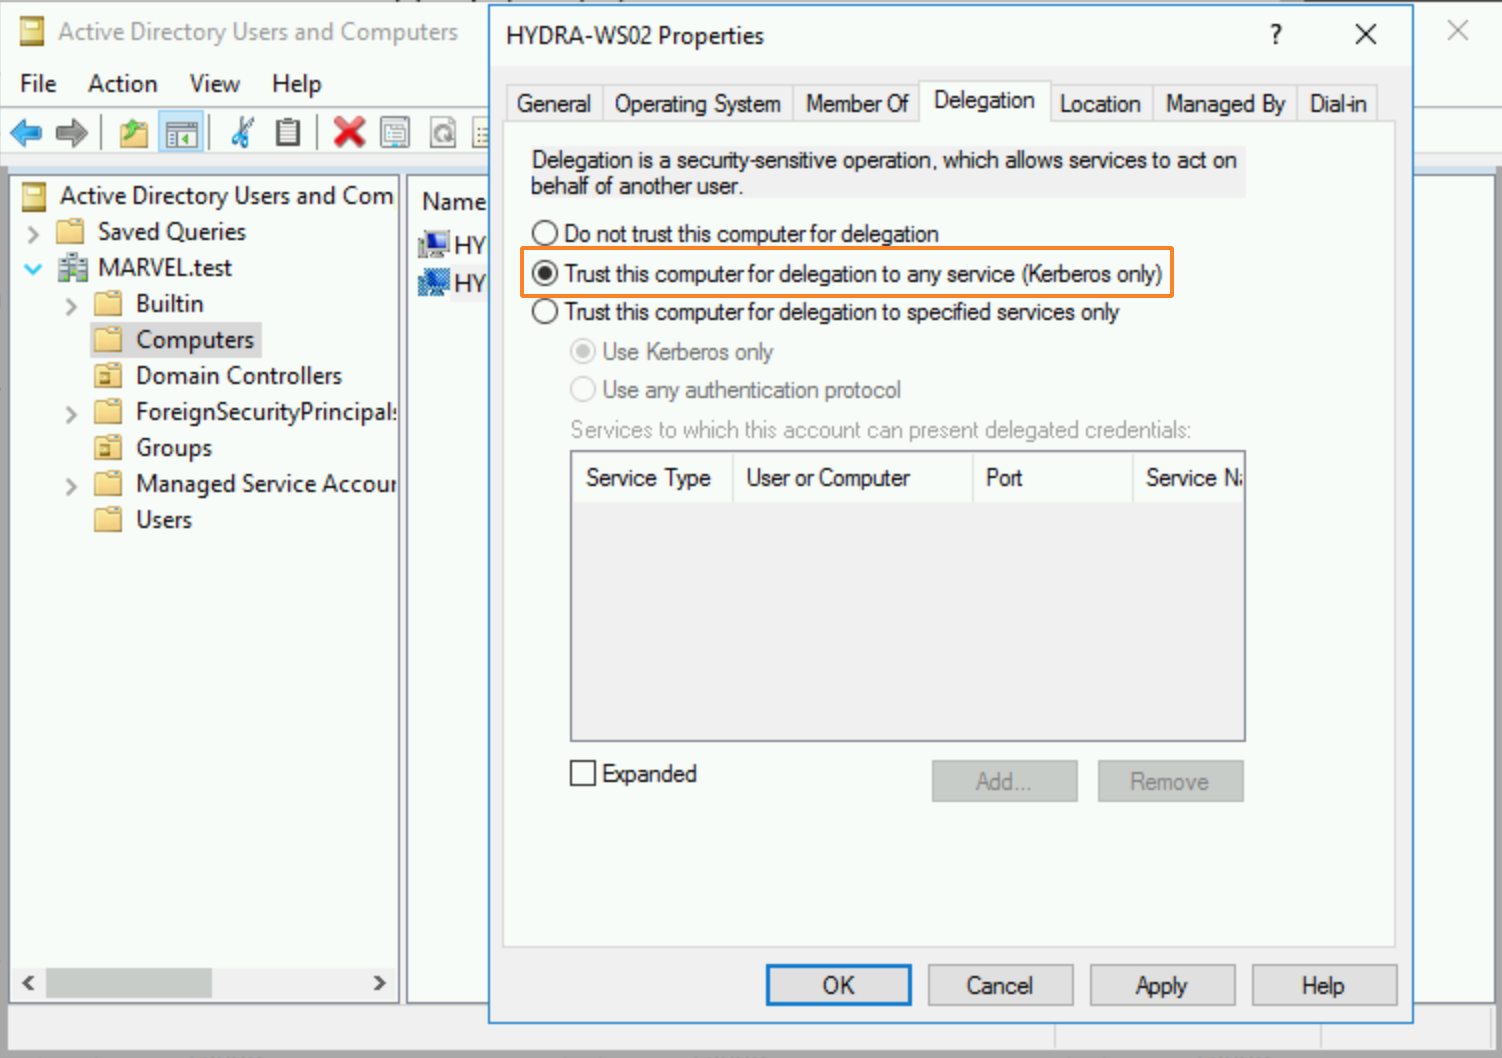 Active Directory Users and Computers
File Action View Help
Active Directory Users and Com
Saved Queries
MARVEL.test
Builtin
Computers
Domain Controllers
ForeignSecurityPrincipals
Groups
Managed Service Accour
Users
Name
HY
HY
HYDRA-WS02 Properties
?
General Operating System Member Of Delegation Location Managed By Dial-in
Delegation is a security-sensitive operation, which allows services to act on
behalf of another user.
Do not trust this computer for delegation
Trust this computer for delegation to any service (Kerberos only)
Trust this computer for delegation to specified services only
Use Kerberos only
Use any authentication protocol
Services to which this account can present delegated credentials:
Service Type User or Computer Port Service Na
Expanded
Add... Remove
OK Cancel Apply Help